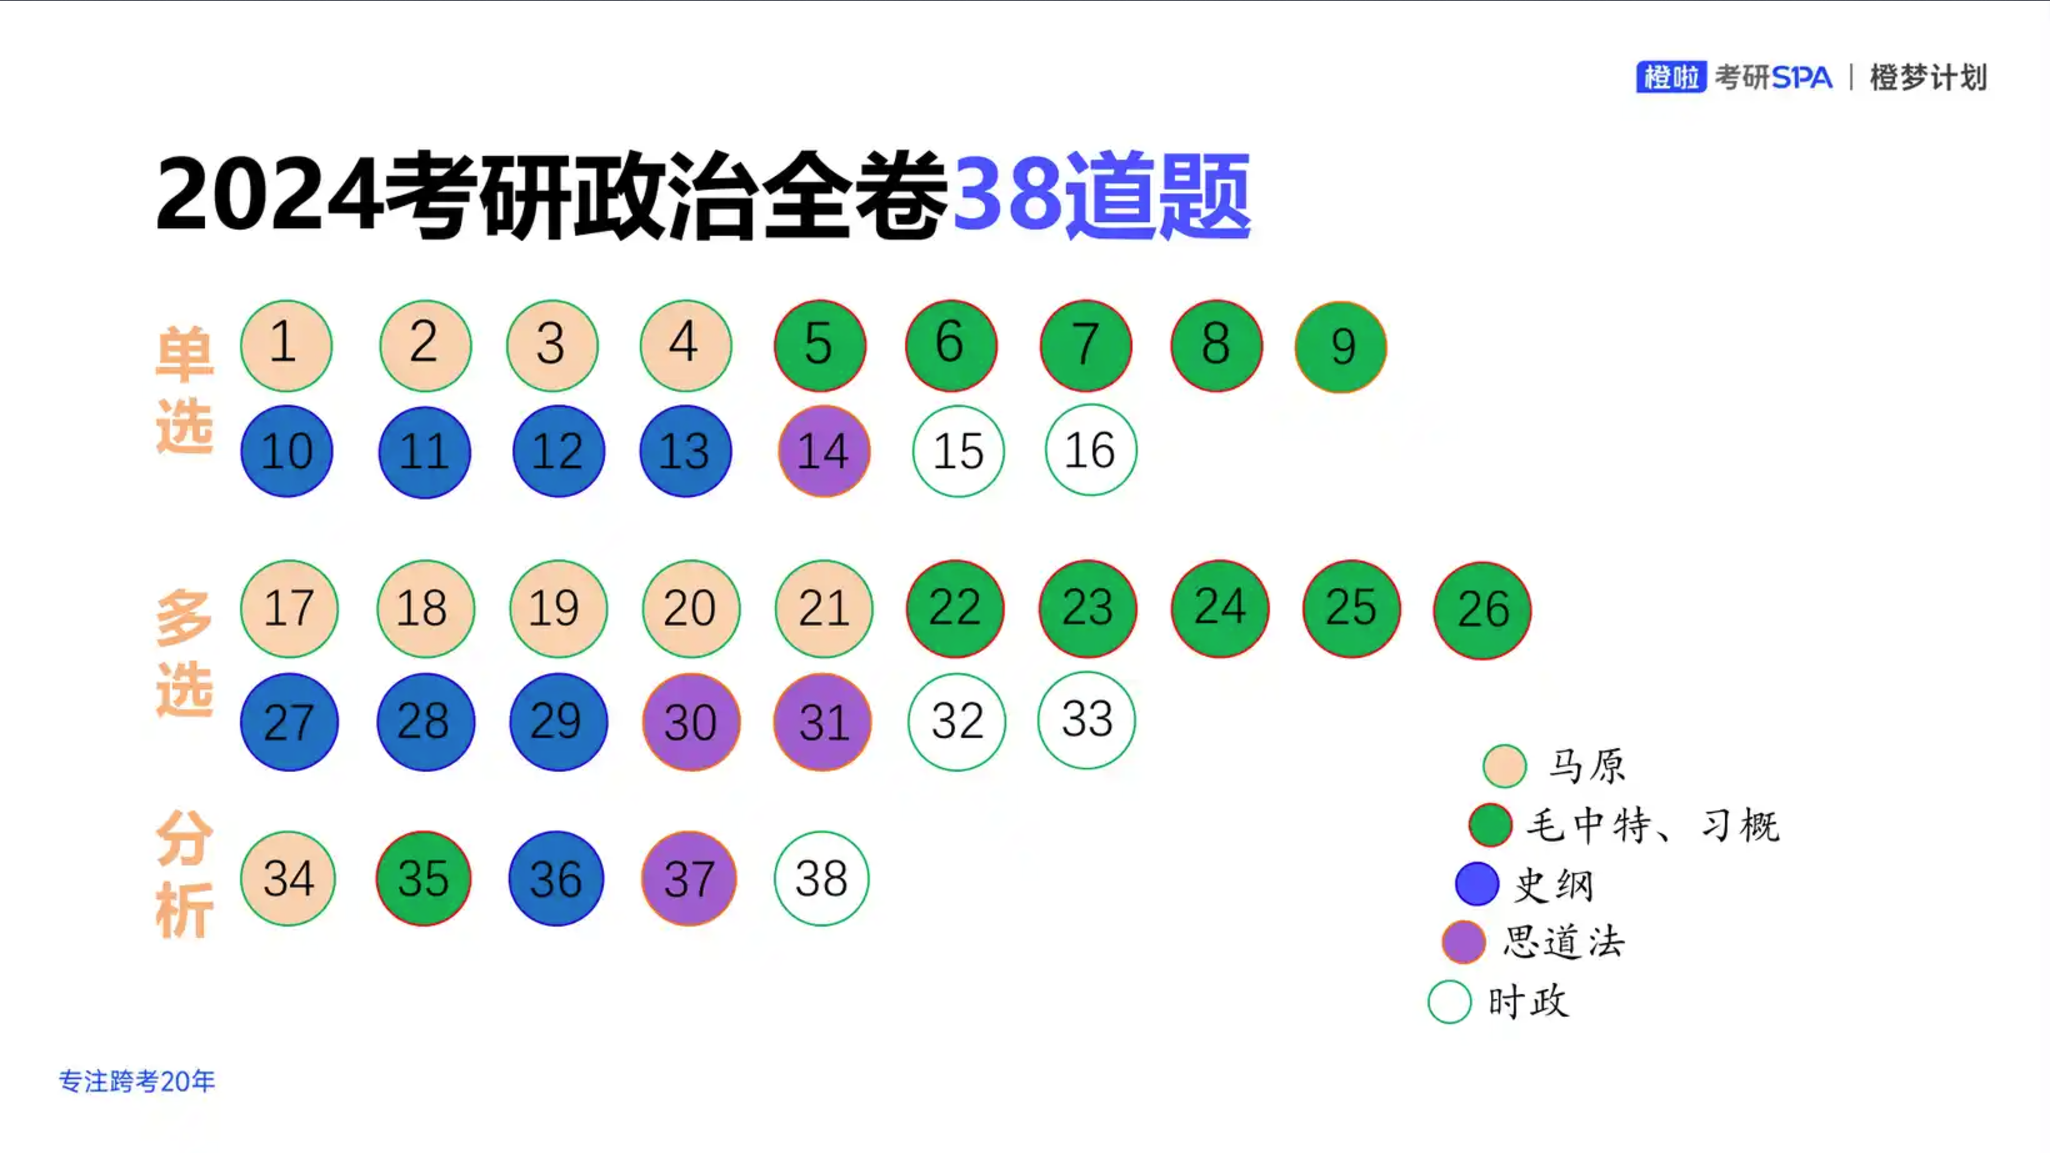 橙啦 考研SPA | 橙梦计划
2024考研政治全卷38道题
单选
1 2 3 4 5 6 7 8 9
10 11 12 13 14 15 16
多选
17 18 19 20 21 22 23 24 25 26
27 28 29 30 31 32 33
分析
34 35 36 37 38
马原
毛中特、习概
史纲
思道法
时政
专注跨考20年